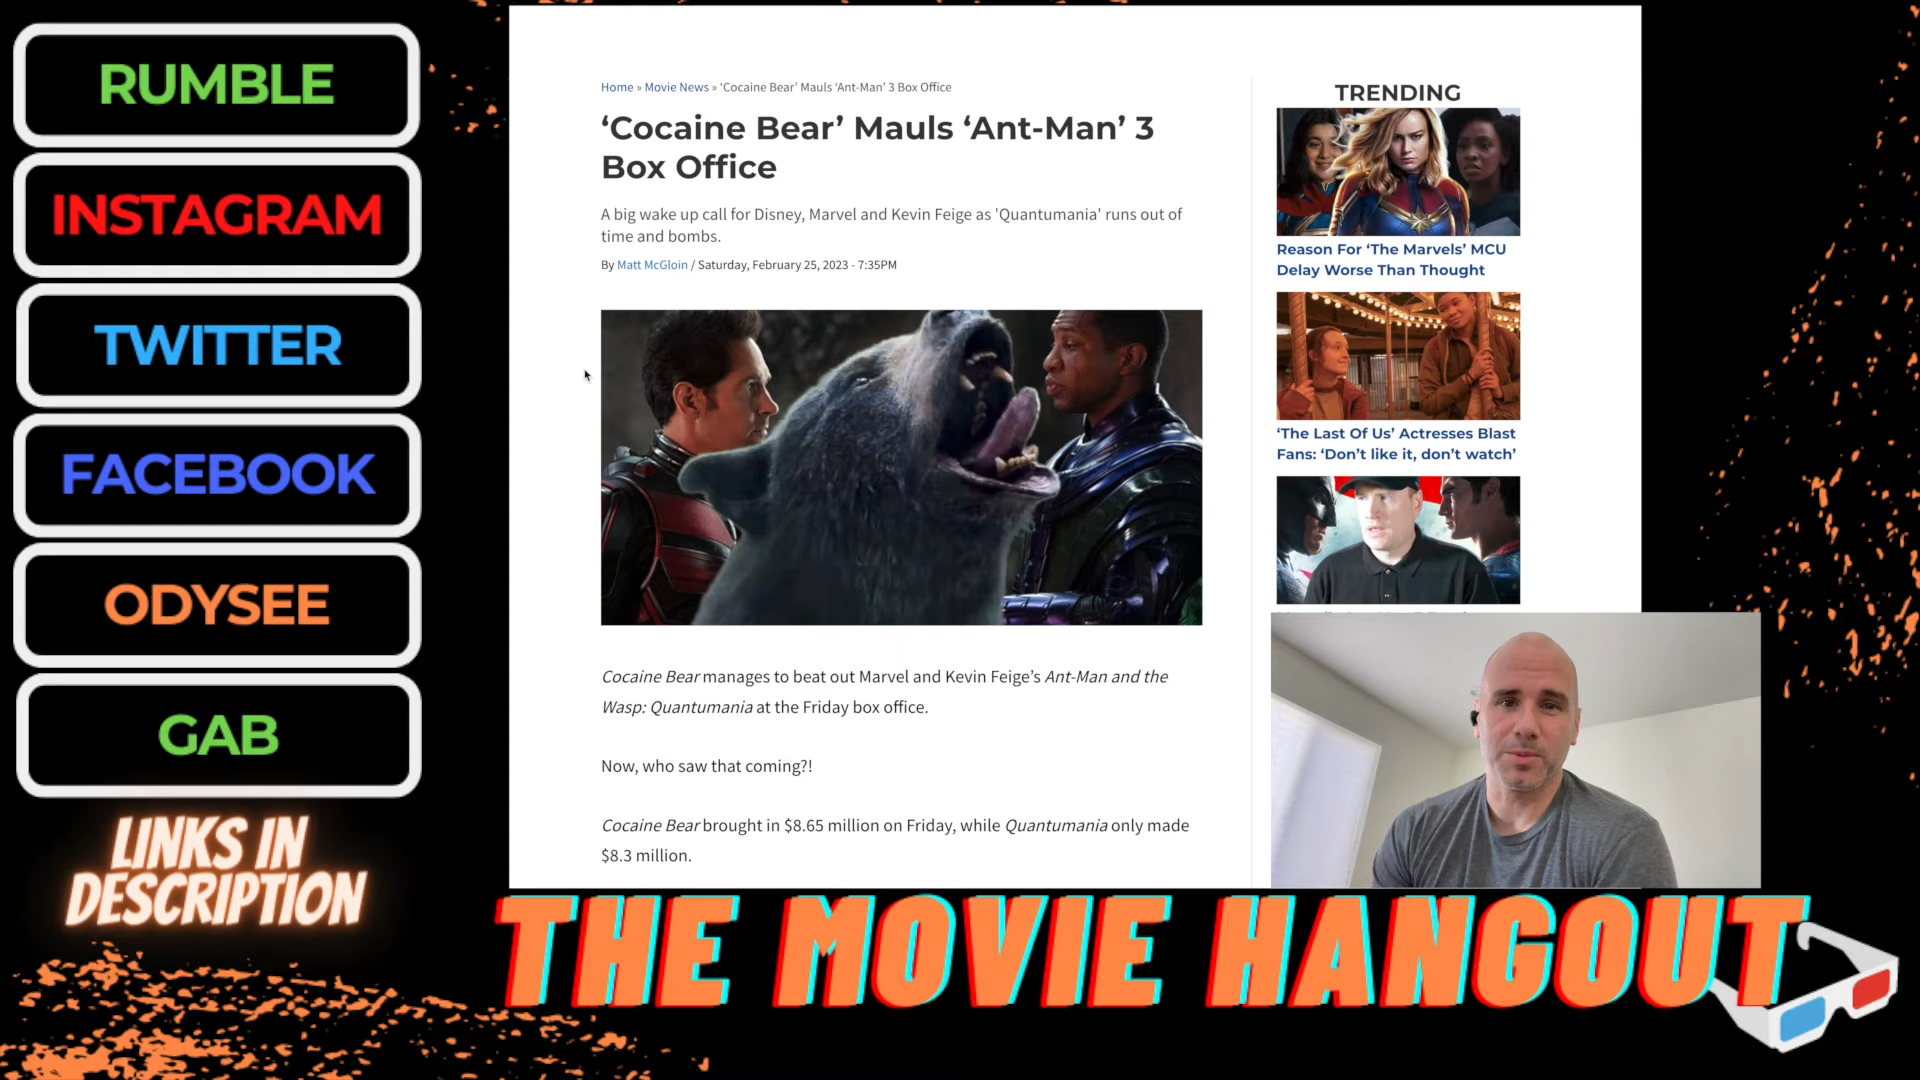 RUMBLE
INSTAGRAM
TWITTER
FACEBOOK
ODYSEE
GAB
LINKS IN
DESCRIPTION
Home » Movie News » ‘Cocaine Bear’ Mauls ‘Ant-Man’ 3 Box Office
‘Cocaine Bear’ Mauls ‘Ant-Man’ 3
Box Office
A big wake up call for Disney, Marvel and Kevin Feige as 'Quantumania' runs out of
time and bombs.
By Matt McGloin / Saturday, February 25, 2023 - 7:35PM
Cocaine Bear manages to beat out Marvel and Kevin Feige’s Ant-Man and the
Wasp: Quantumania at the Friday box office.
Now, who saw that coming?!
Cocaine Bear brought in $8.65 million on Friday, while Quantumania only made
$8.3 million.
TRENDING
Reason For ‘The Marvels’ MCU
Delay Worse Than Thought
‘The Last Of Us’ Actresses Blast
Fans: ‘Don’t like it, don’t watch’
THE MOVIE HANGOUT